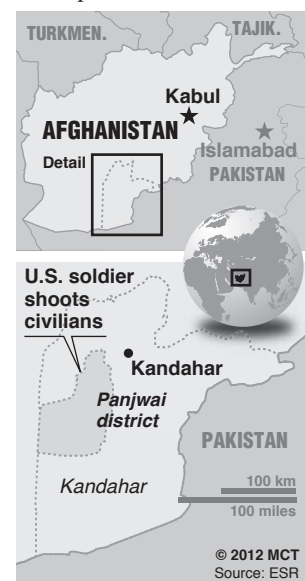 TURKMEN.
TAJIK.
Kabul
AFGHANISTAN
Islamabad
PAKISTAN
Detail
U.S. soldier
shoots
civilians
Kandahar
Panjwai
district
PAKISTAN
Kandahar
100 km
100 miles
© 2012 MCT
Source: ESR